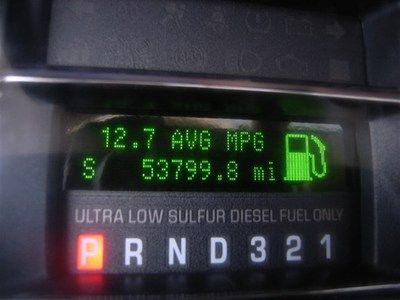 12.7 AVG MPG
S 53799.8 mi
ULTRA LOW SULFUR DIESEL FUEL ONLY
P R N D 3 2 1